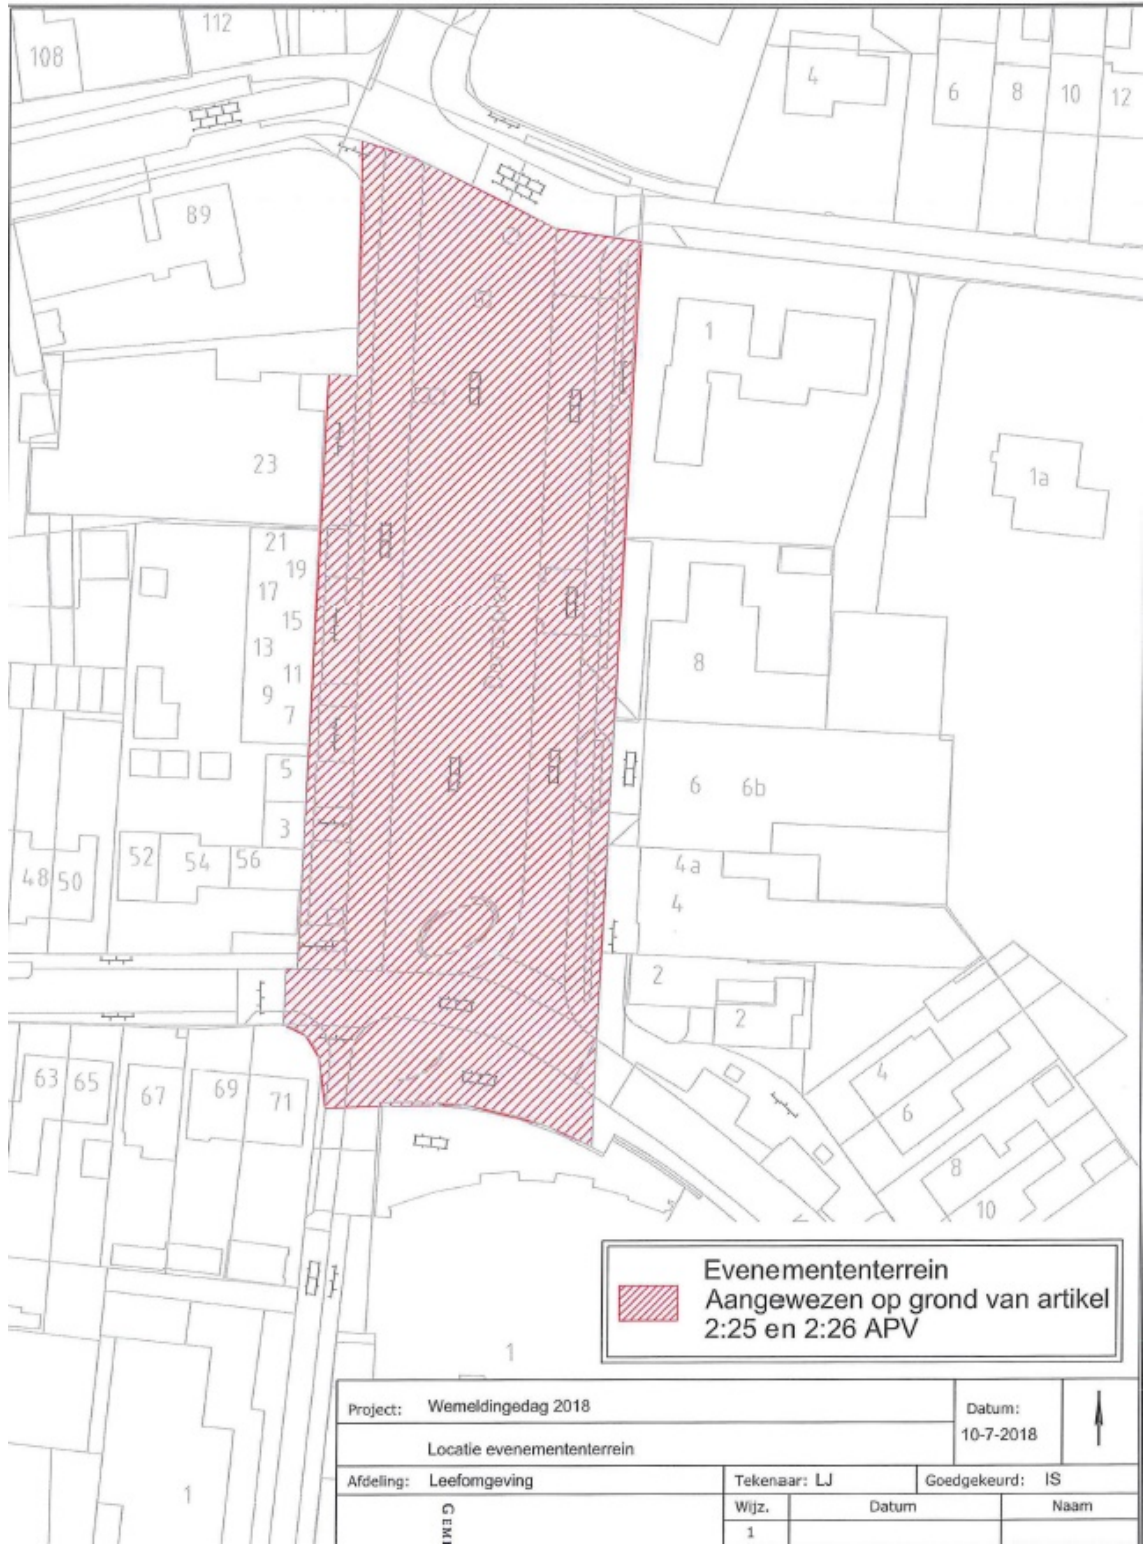 112
108
4
6
8
10
12
89
1
23
1a
21
19
17
15
13
11
9
7
8
5
3
6 6b
52 54 56
48 50
4a
4
2
2
63 65
67
69
71
4
6
8
10
1
1
Evenemententerrein
Aangewezen op grond van artikel
2:25 en 2:26 APV
Project: Wemeldingedag 2018
Datum:
10-7-2018
Locatie evenemententerrein
Afdeling: Leefomgeving
Tekenaar: LJ
Goedgekeurd: IS
Wijz. Datum Naam
1